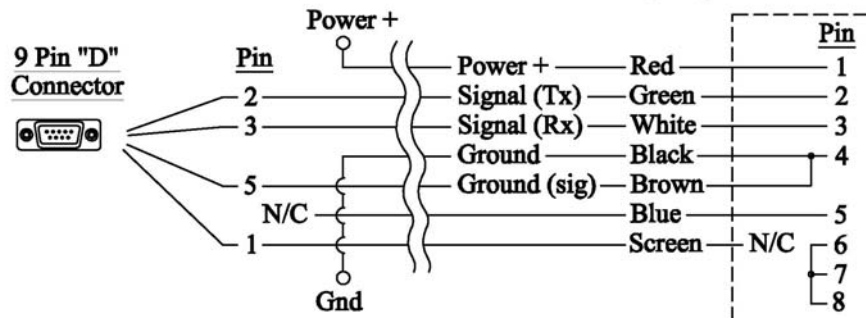 Power +
9 Pin "D"
Connector
Pin
Pin
Power + Red 1
2 Signal (Tx) Green 2
3 Signal (Rx) White 3
Ground Black 4
5 Ground (sig) Brown
N/C Blue 5
1 Screen N/C 6
7
Gnd 8